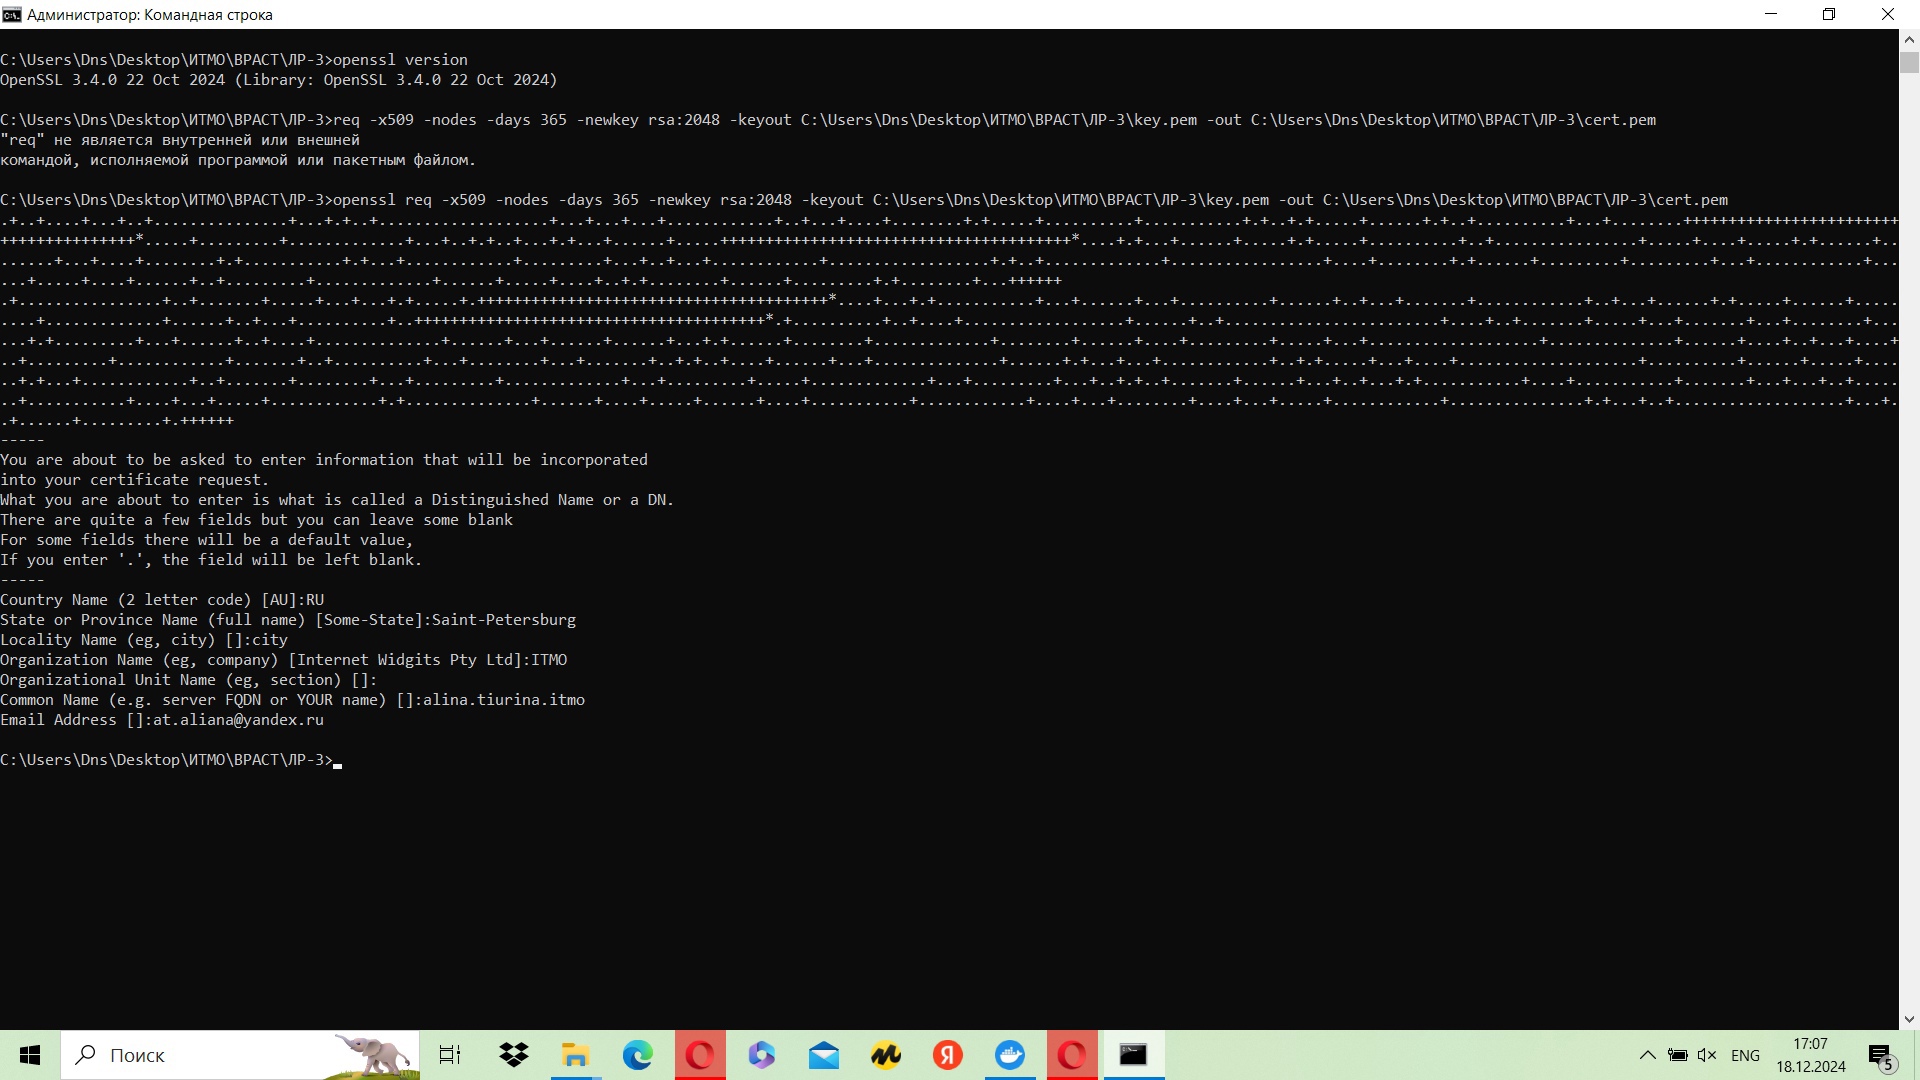 Администратор: Командная строка
C:\Users\Dns\Desktop\ИТМО\ВРАСТ\ЛР-3>openssl version
OpenSSL 3.4.0 22 Oct 2024 (Library: OpenSSL 3.4.0 22 Oct 2024)
C:\Users\Dns\Desktop\ИТМО\ВРАСТ\ЛР-3>req -x509 -nodes -days 365 -newkey rsa:2048 -keyout C:\Users\Dns\Desktop\ИТМО\ВРАСТ\ЛР-3\key.pem -out C:\Users\Dns\Desktop\ИТМО\ВРАСТ\ЛР-3\cert.pem
"req" не является внутренней или внешней
командой, исполняемой программой или пакетным файлом.
C:\Users\Dns\Desktop\ИТМО\ВРАСТ\ЛР-3>openssl req -x509 -nodes -days 365 -newkey rsa:2048 -keyout C:\Users\Dns\Desktop\ИТМО\ВРАСТ\ЛР-3\key.pem -out C:\Users\Dns\Desktop\ИТМО\ВРАСТ\ЛР-3\cert.pem
-----
You are about to be asked to enter information that will be incorporated
into your certificate request.
What you are about to enter is what is called a Distinguished Name or a DN.
There are quite a few fields but you can leave some blank
For some fields there will be a default value,
If you enter '.', the field will be left blank.
-----
Country Name (2 letter code) [AU]:RU
State or Province Name (full name) [Some-State]:Saint-Petersburg
Locality Name (eg, city) []:city
Organization Name (eg, company) [Internet Widgits Pty Ltd]:ITMO
Organizational Unit Name (eg, section) []:
Common Name (e.g. server FQDN or YOUR name) []:alina.tiurina.itmo
Email Address []:at.aliana@yandex.ru
C:\Users\Dns\Desktop\ИТМО\ВРАСТ\ЛР-3>
Поиск
ENG
17:07
18.12.2024
5